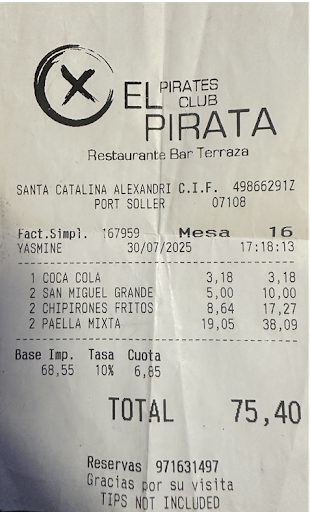 EL PIRATES
CLUB
PIRATA
Restaurante Bar Terraza
SANTA CATALINA ALEXANDRI C.I.F. 49866291Z
PORT SOLLER 07108
Fact.Simpl. 167959 Mesa 16
YASMINE 30/07/2025 17:18:13
1 COCA COLA 3,18 3,18
2 SAN MIGUEL GRANDE 5,00 10,00
2 CHIPIRONES FRITOS 8,64 17,27
2 PAELLA MIXTA 19,05 38,09
Base Imp. Tasa Cuota
68,55 10% 6,85
TOTAL 75,40
Reservas 971631497
Gracias por su visita
TIPS NOT INCLUDED